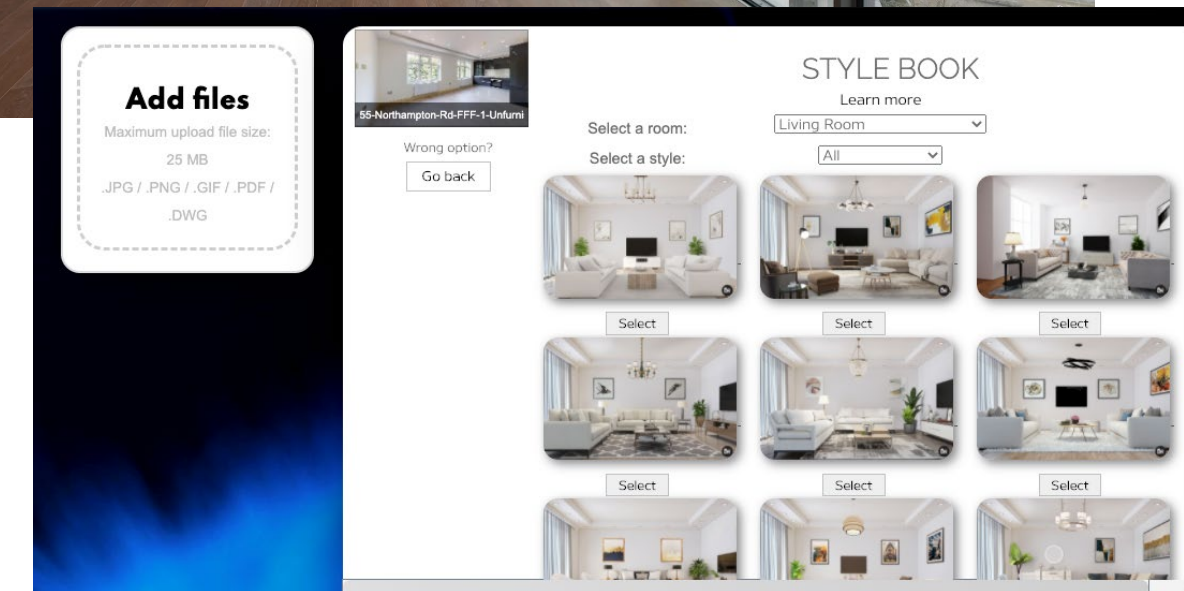 Add files
Maximum upload file size:
25 MB
.JPG / .PNG / .GIF / .PDF /
.DWG
55-Northampton-Rd-FFF-1-Unfurni
Wrong option?
Go back
STYLE BOOK
Learn more
Select a room:
Living Room
Select a style:
All
Select
Select
Select
Select
Select
Select